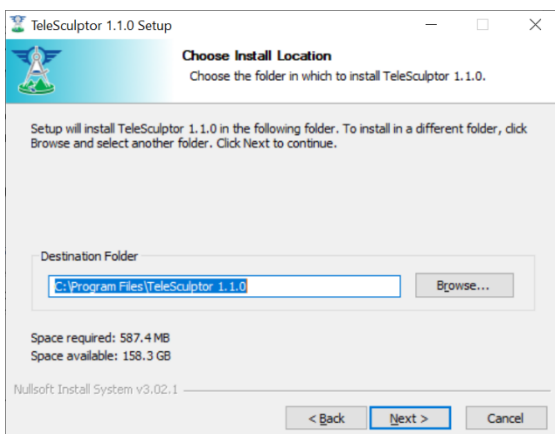 TeleSculptor 1.1.0 Setup
Choose Install Location
Choose the folder in which to install TeleSculptor 1.1.0.
Setup will install TeleSculptor 1.1.0 in the following folder. To install in a different folder, click
Browse and select another folder. Click Next to continue.
Destination Folder
C:\Program Files\TeleSculptor 1.1.0
Browse...
Space required: 587.4 MB
Space available: 158.3 GB
Nullsoft Install System v3.02.1
< Back
Next >
Cancel